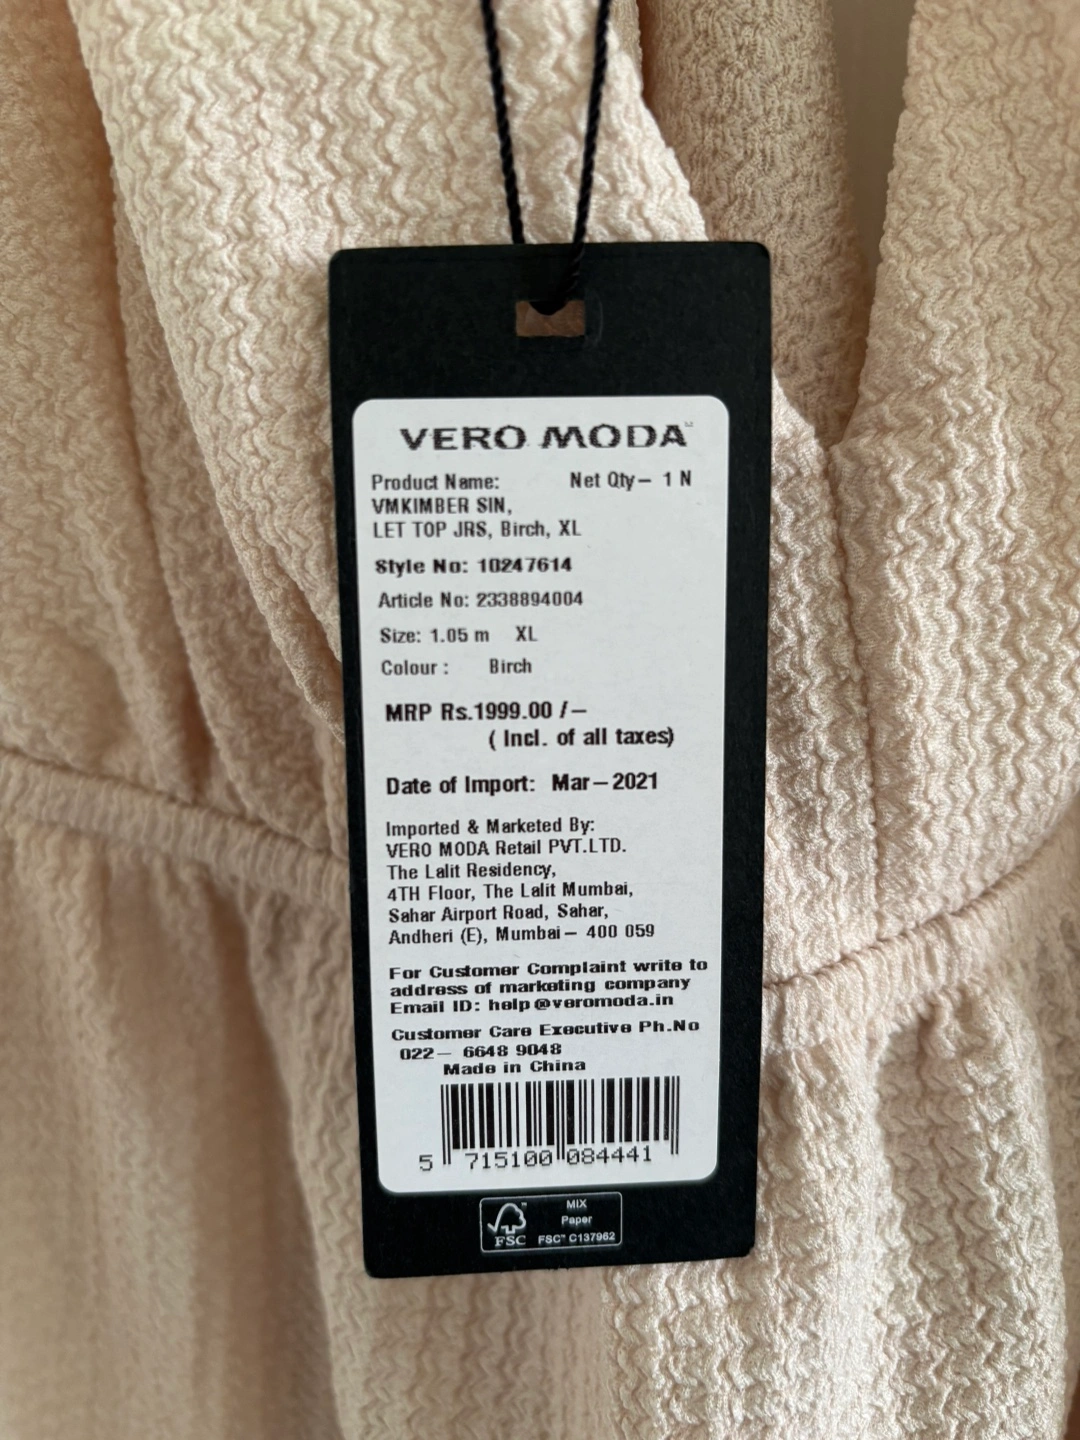 VERO MODA™
Product Name: Net Qty– 1 N
VMKIMBER SIN,
LET TOP JRS, Birch, XL
Style No: 10247614
Article No: 2338894004
Size: 1.05 m XL
Colour : Birch
MRP Rs.1999.00 /–
( Incl. of all taxes)
Date of Import: Mar–2021
Imported & Marketed By:
VERO MODA Retail PVT.LTD.
The Lalit Residency,
4TH Floor, The Lalit Mumbai,
Sahar Airport Road, Sahar,
Andheri (E), Mumbai– 400 059
For Customer Complaint write to
address of marketing company
Email ID: help@veromoda.in
Customer Care Executive Ph.No
022– 6648 9048
Made in China
5 715100 084441
MIX
Paper
FSC™ C137962
FSC™